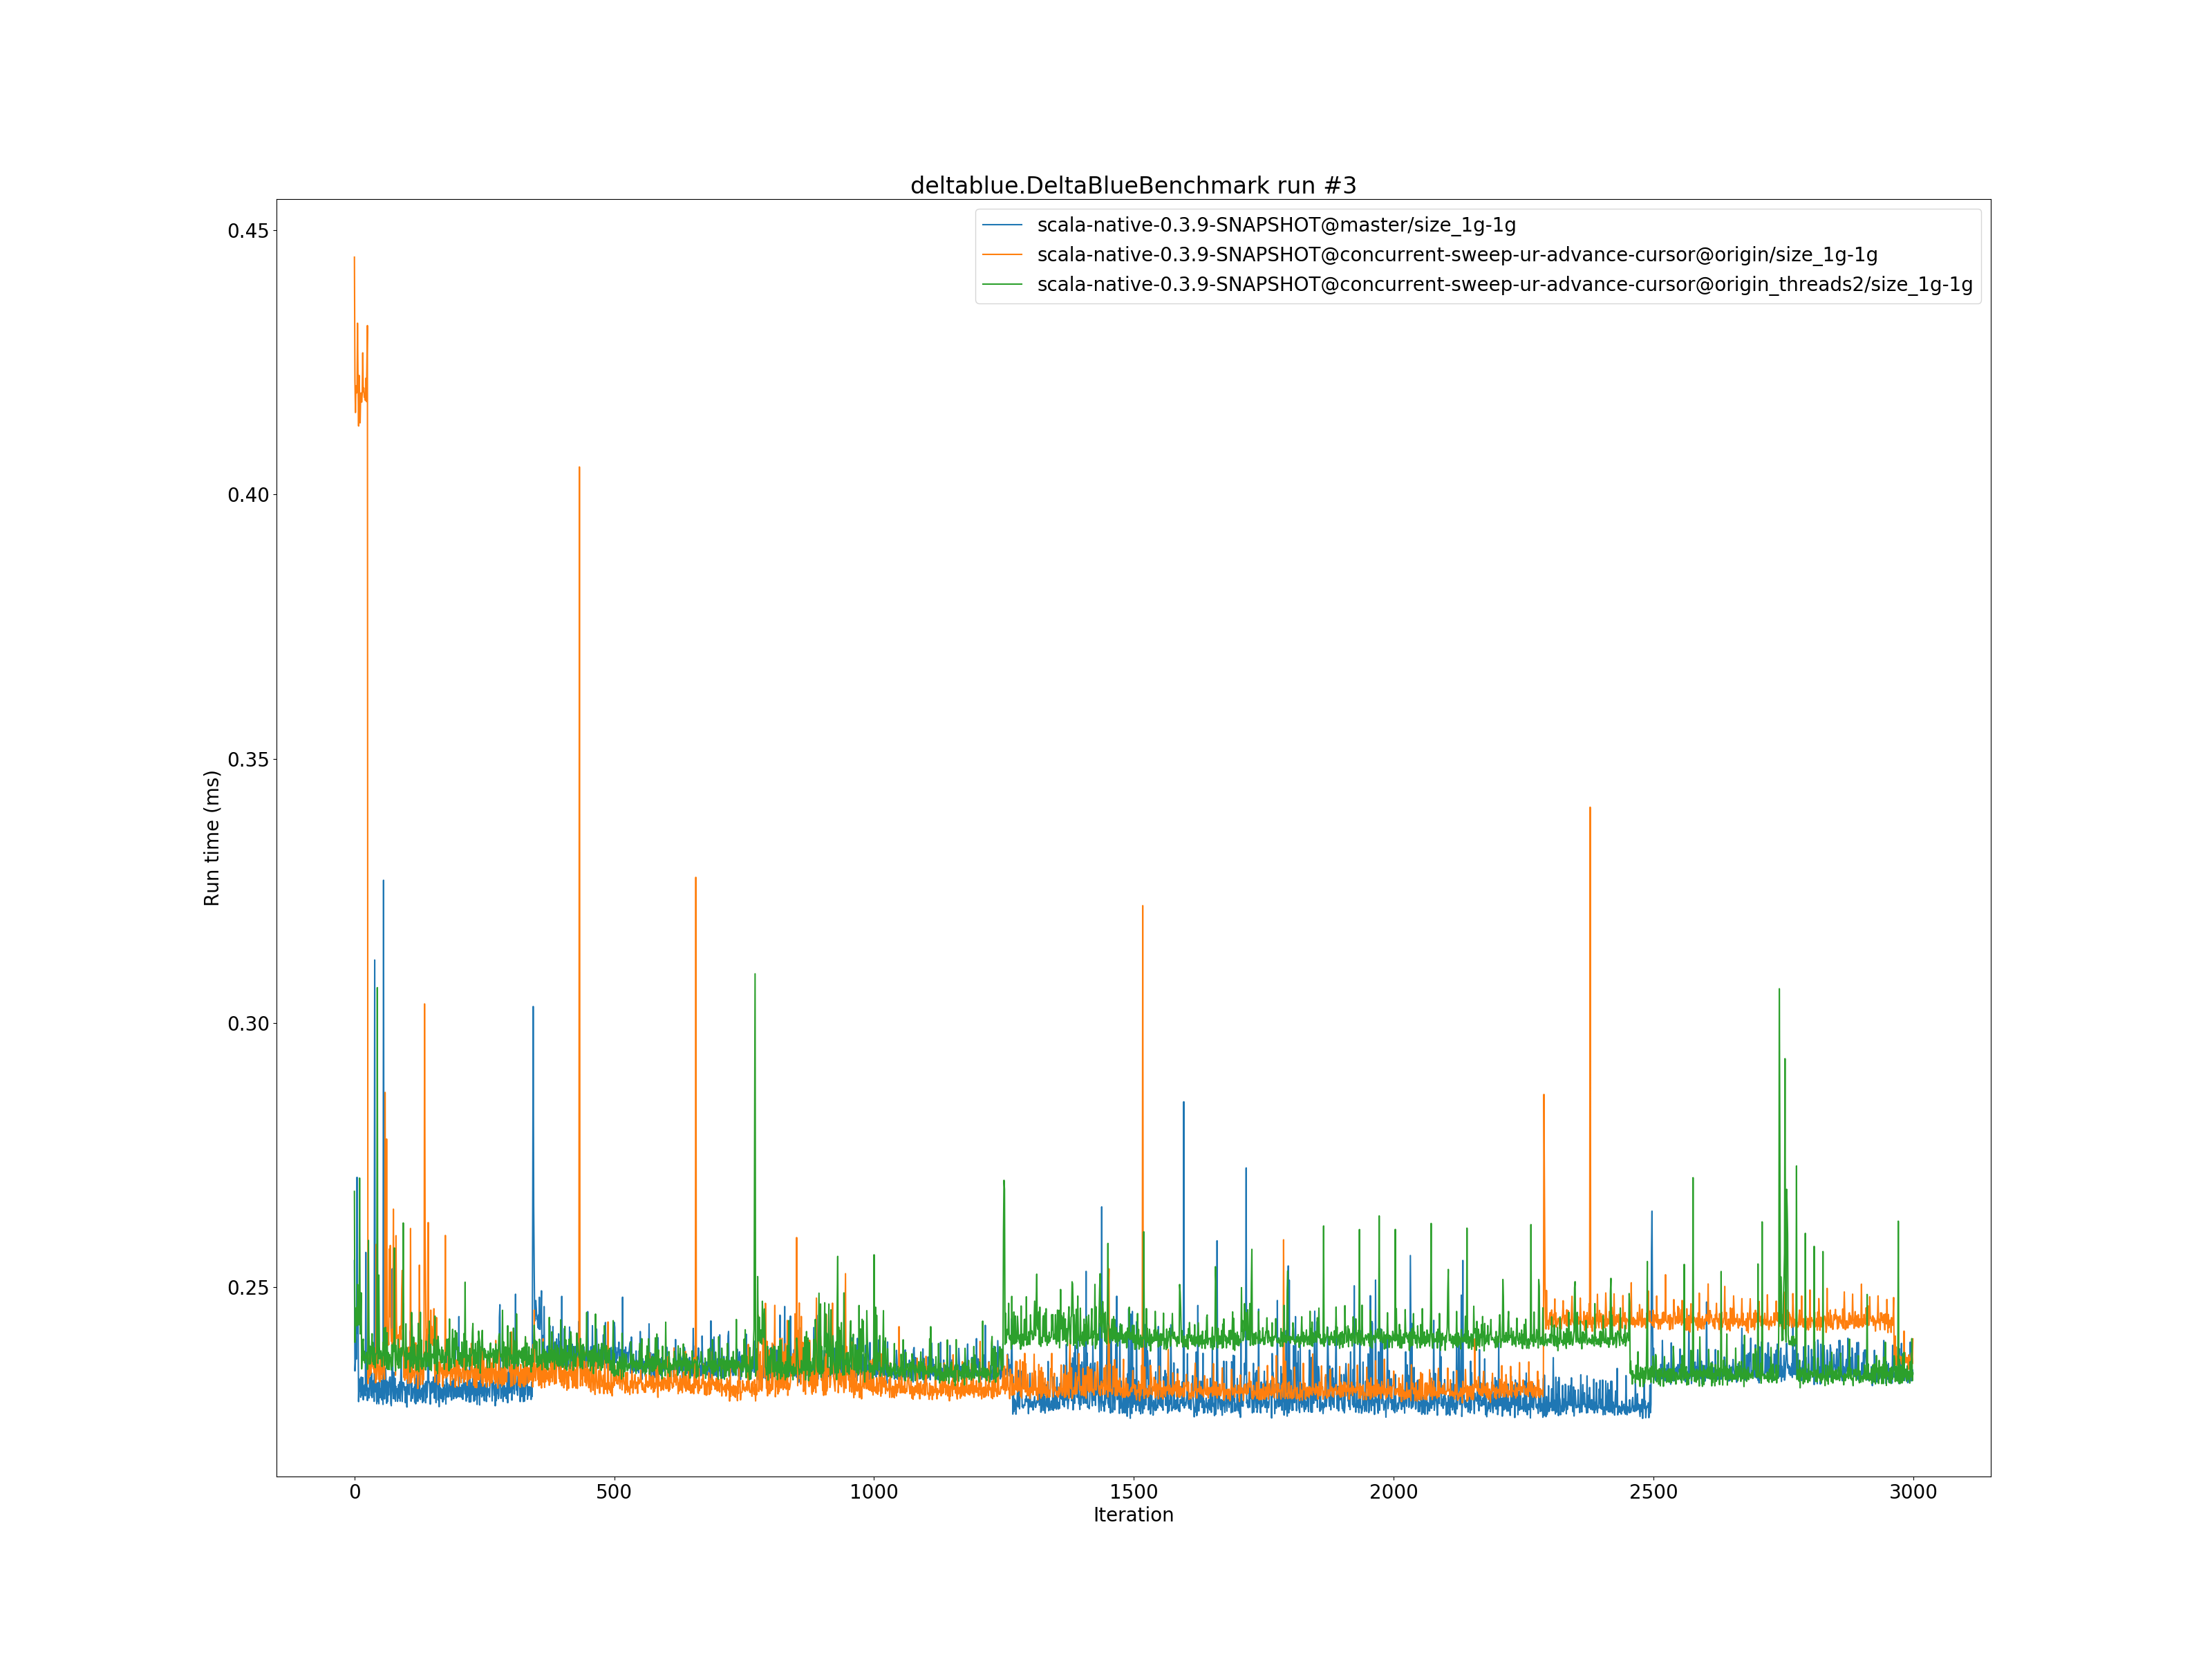 deltablue.DeltaBlueBenchmark run #3
scala-native-0.3.9-SNAPSHOT@master/size_1g-1g
scala-native-0.3.9-SNAPSHOT@concurrent-sweep-ur-advance-cursor@origin/size_1g-1g
scala-native-0.3.9-SNAPSHOT@concurrent-sweep-ur-advance-cursor@origin_threads2/size_1g-1g
Run time (ms)
0.45
0.40
0.35
0.30
0.25
0 500 1000 1500 2000 2500 3000
Iteration